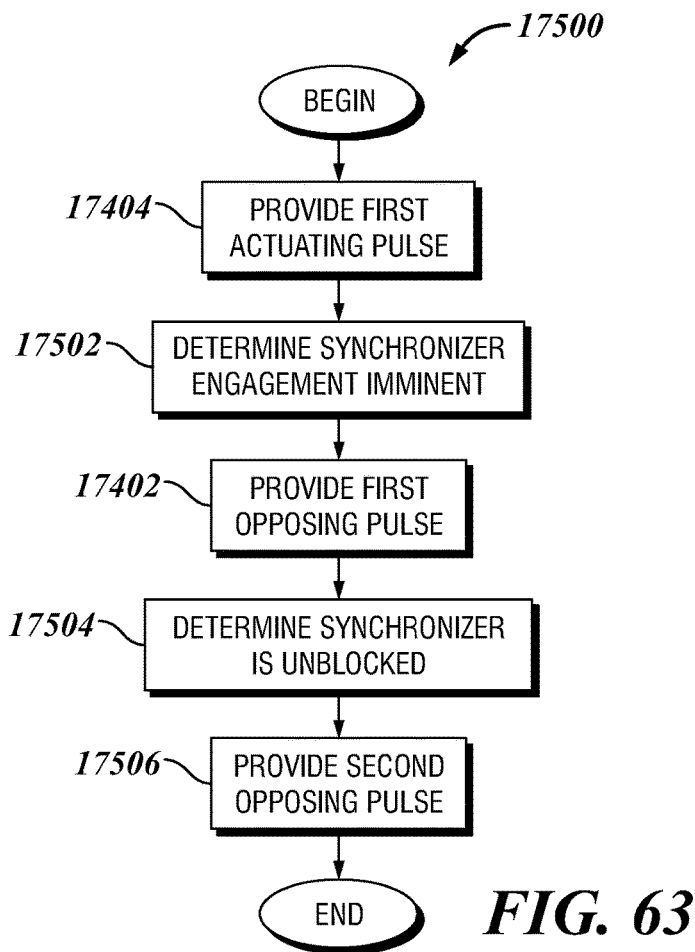 17500
BEGIN
17404
PROVIDE FIRST
ACTUATING PULSE
17502
DETERMINE SYNCHRONIZER
ENGAGEMENT IMMINENT
17402
PROVIDE FIRST
OPPOSING PULSE
17504
DETERMINE SYNCHRONIZER
IS UNBLOCKED
17506
PROVIDE SECOND
OPPOSING PULSE
END
FIG. 63